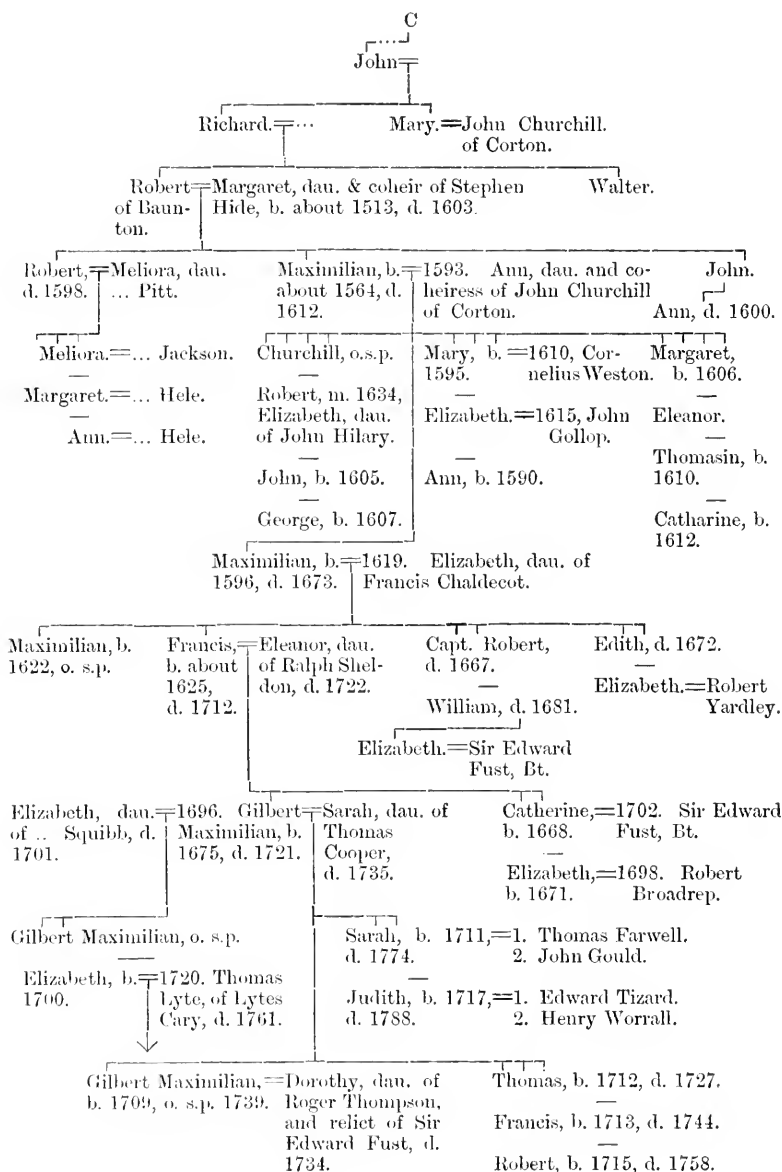 C
John
Richard. ... Mary. = John Churchill.
of Corton.
Robert Margaret, dau. & coheir of Stephen Walter.
of Baun- Hide, b. about 1513, d. 1603.
ton.
Robert, Meliora, dau. Maximilian, b. 1593. Ann, dau. and co- John.
d. 1598. ... Pitt. about 1564, d. heiress of John Churchill
1612. of Corton. Ann, d. 1600.
Meliora. = ... Jackson. Churchill, o.s.p. Mary, b. = 1610, Cor- Margaret,
— — 1595. nelius Weston. b. 1606.
Margaret. = ... Hele. Robert, m. 1634, — —
— Elizabeth, dau. Elizabeth. = 1615, John Eleanor.
Ann. = ... Hele. of John Hilary. Gollop. —
— — Thomasin, b.
John, b. 1605. Ann, b. 1590. 1610.
— —
George, b. 1607. Catharine, b.
1612.
Maximilian, b. 1619. Elizabeth, dau. of
1596, d. 1673. Francis Chaldecot.
Maximilian, b. Francis, Eleanor, dau. Capt. Robert, Edith, d. 1672.
1622, o. s.p. b. about of Ralph Shel- d. 1667. —
1625, don, d. 1722. — Elizabeth. = Robert
d. 1712. William, d. 1681. Yardley.
Elizabeth. = Sir Edward
Fust, Bt.
Elizabeth, dau. 1696. Gilbert Sarah, dau. of Catherine, = 1702. Sir Edward
of .. Squibb, d. Maximilian, b. Thomas b. 1668. Fust, Bt.
1701. 1675, d. 1721. Cooper, —
d. 1735. Elizabeth, = 1698. Robert
b. 1671. Broadrep.
Gilbert Maximilian, o. s.p. Sarah, b. 1711, = 1. Thomas Farwell.
— d. 1774. 2. John Gould.
Elizabeth, b. 1720. Thomas —
1700. Lyte, of Lytes Judith, b. 1717, = 1. Edward Tizard.
Cary, d. 1761. d. 1788. 2. Henry Worrall.
Gilbert Maximilian, = Dorothy, dau. of Thomas, b. 1712, d. 1727.
b. 1709, o. s.p. 1739. Roger Thompson, —
and relict of Sir Francis, b. 1713, d. 1744.
Edward Fust, d. —
1734. Robert, b. 1715, d. 1758.